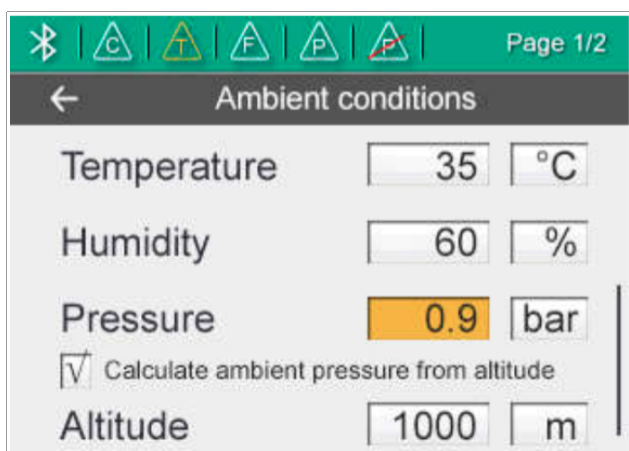 C T F P P Page 1/2
Ambient conditions
Temperature 35 °C
Humidity 60 %
Pressure 0.9 bar
√ Calculate ambient pressure from altitude
Altitude 1000 m